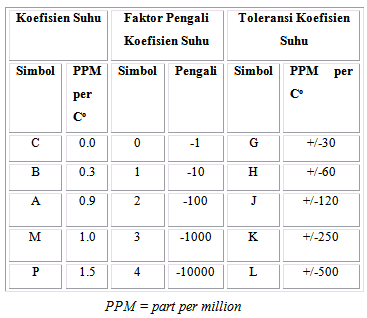 Koefisien Suhu Faktor Pengali Koefisien Suhu Toleransi Koefisien Suhu
Simbol PPM per Cº Simbol Pengali Simbol PPM per Cº
C 0.0 0 -1 G +/-30
B 0.3 1 -10 H +/-60
A 0.9 2 -100 J +/-120
M 1.0 3 -1000 K +/-250
P 1.5 4 -10000 L +/-500
PPM = part per million